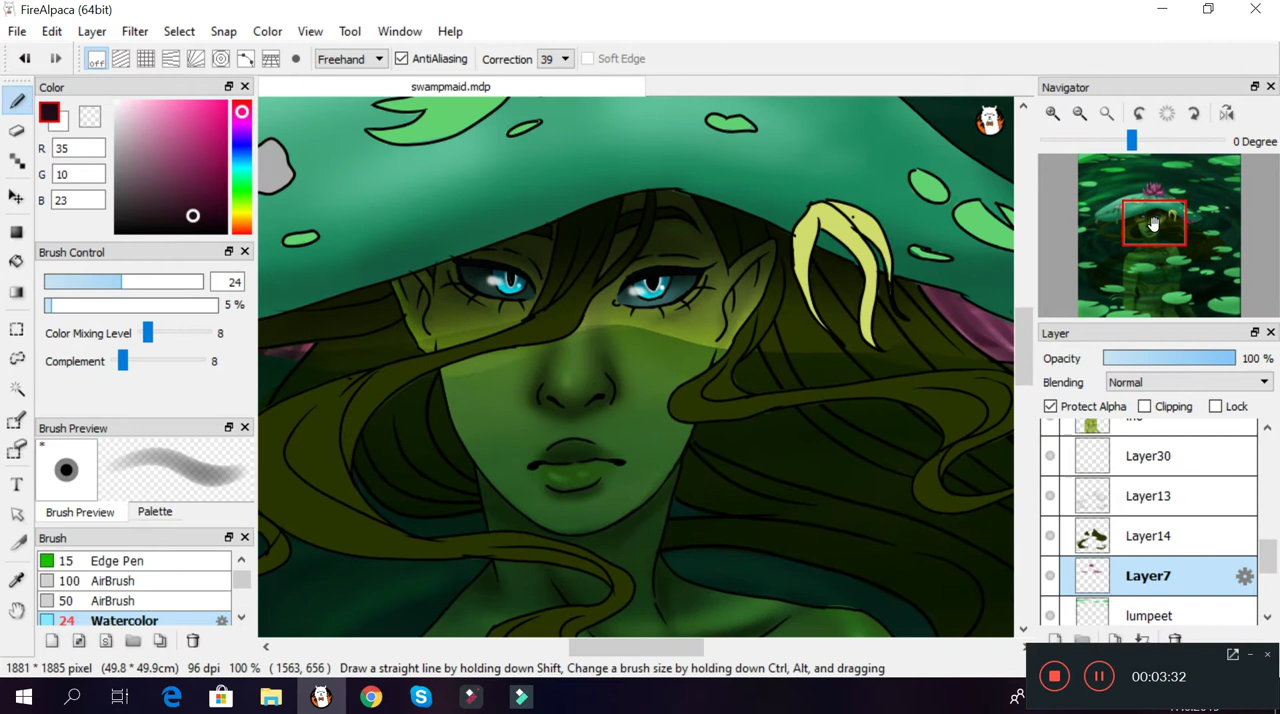 FireAlpaca (64bit)
File Edit Layer Filter Select Snap Color View Tool Window Help
off Freehand AntiAliasing Correction 39 Soft Edge
Color
R 35
G 10
B 23
Brush Control
24
5 %
Color Mixing Level 8
Complement 8
Brush Preview
*
Brush Preview Palette
Brush
15 Edge Pen
100 AirBrush
50 AirBrush
24 Watercolor
swampmaid.mdp
Navigator
0 Degree
Layer
Opacity 100 %
Blending Normal
Protect Alpha Clipping Lock
Layer30
Layer13
Layer14
Layer7
lumpeet
1881 * 1885 pixel (49.8 * 49.9cm) 96 dpi 100 % ( 1563, 656 ) Draw a straight line by holding down Shift, Change a brush size by holding down Ctrl, Alt, and dragging
00:03:32